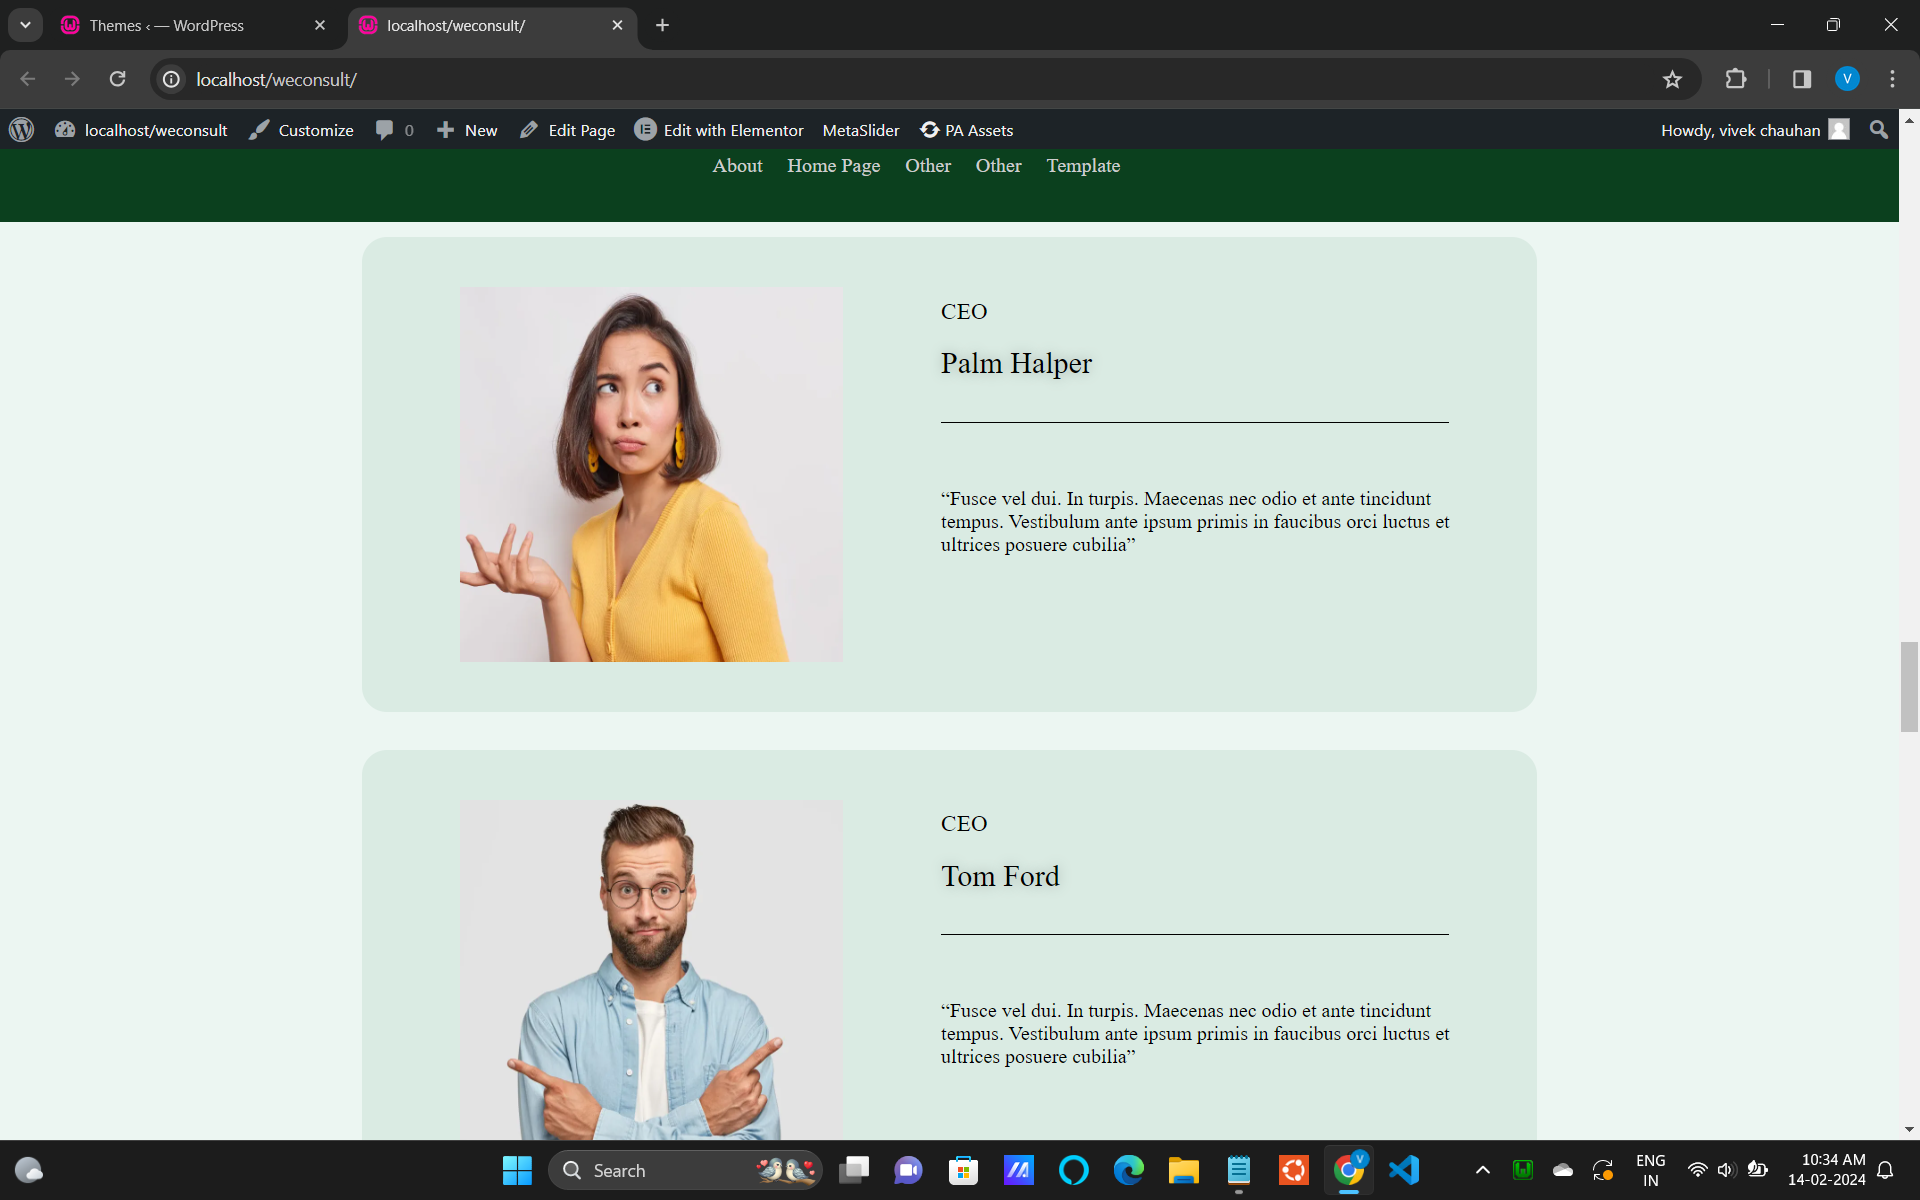 Themes ‹ — WordPress
localhost/weconsult/
localhost/weconsult/
localhost/weconsult Customize 0 New Edit Page Edit with Elementor MetaSlider PA Assets Howdy, vivek chauhan
About Home Page Other Other Template
CEO
Palm Halper
“Fusce vel dui. In turpis. Maecenas nec odio et ante tincidunt
tempus. Vestibulum ante ipsum primis in faucibus orci luctus et
ultrices posuere cubilia”
CEO
Tom Ford
“Fusce vel dui. In turpis. Maecenas nec odio et ante tincidunt
tempus. Vestibulum ante ipsum primis in faucibus orci luctus et
ultrices posuere cubilia”
Search
ENG
IN
10:34 AM
14-02-2024